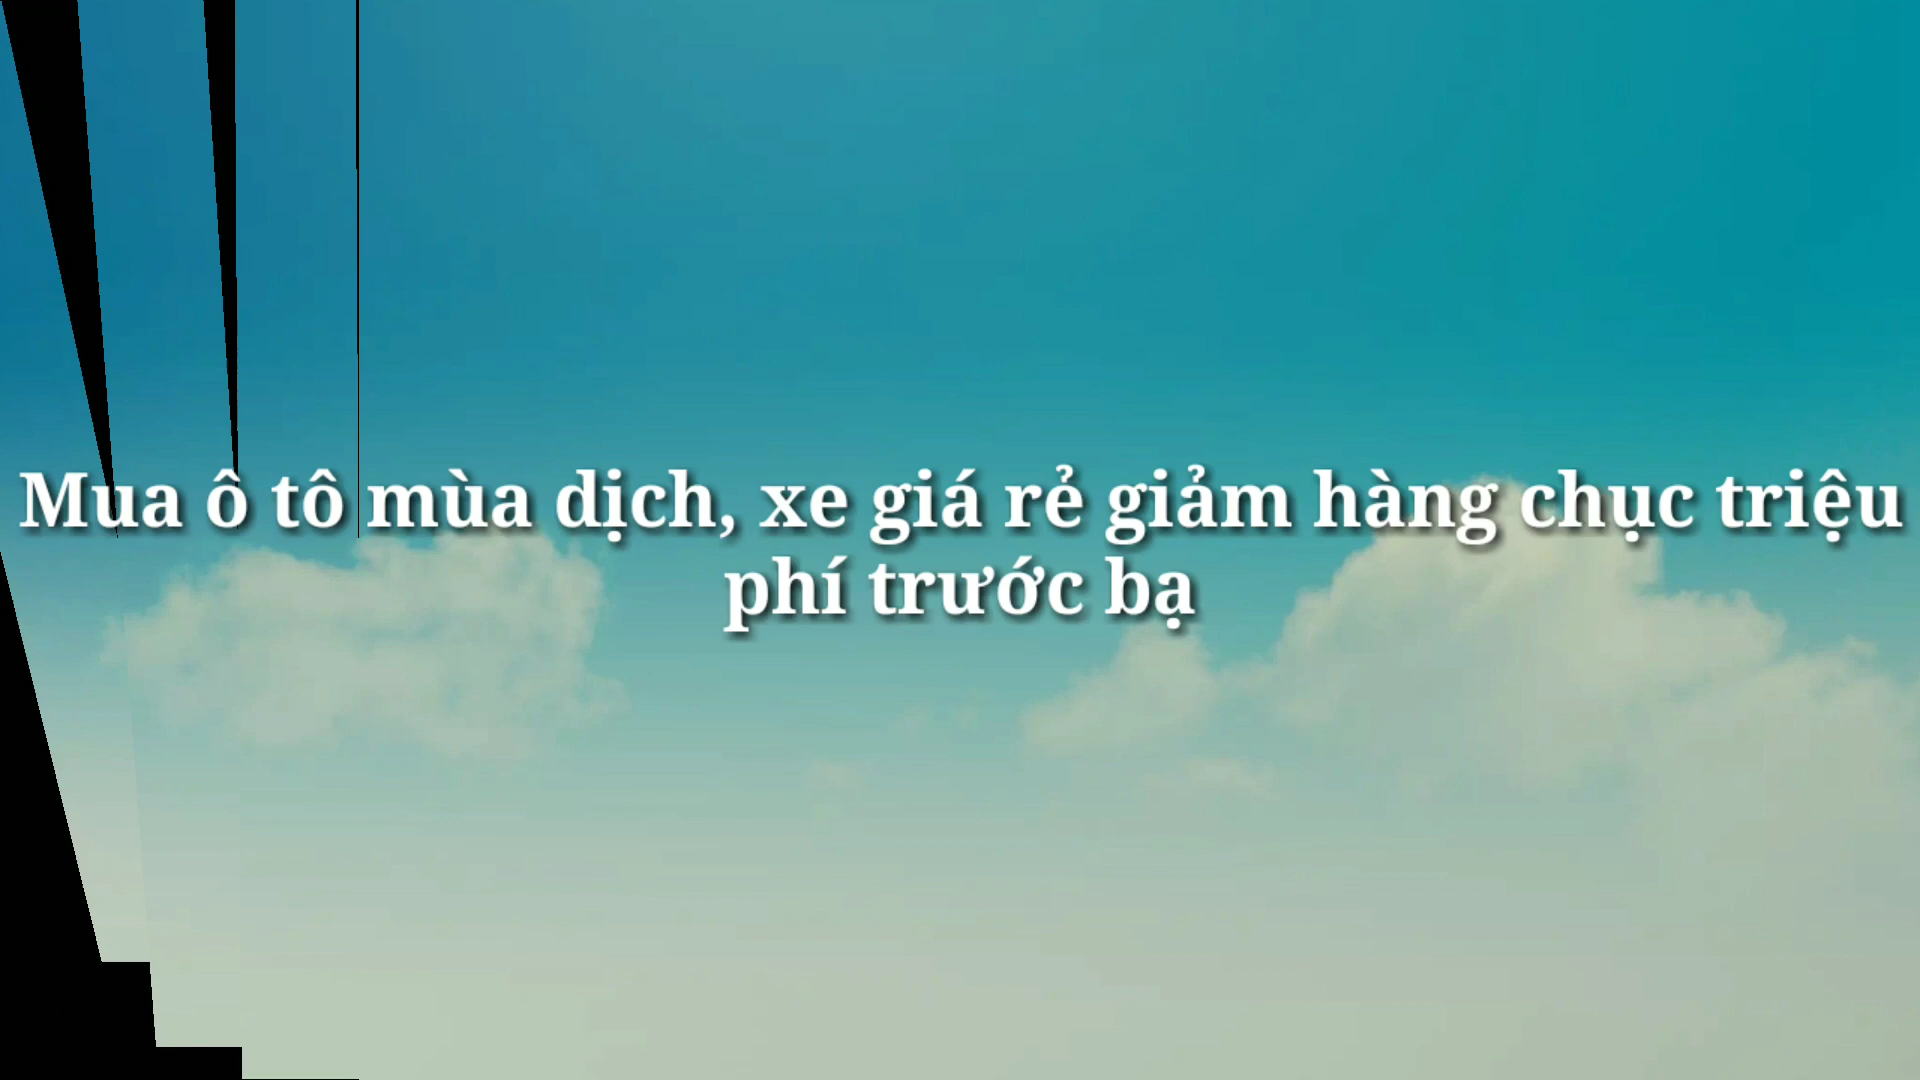 Mua ô tô mùa dịch, xe giá rẻ giảm hàng chục triệu
phí trước bạ